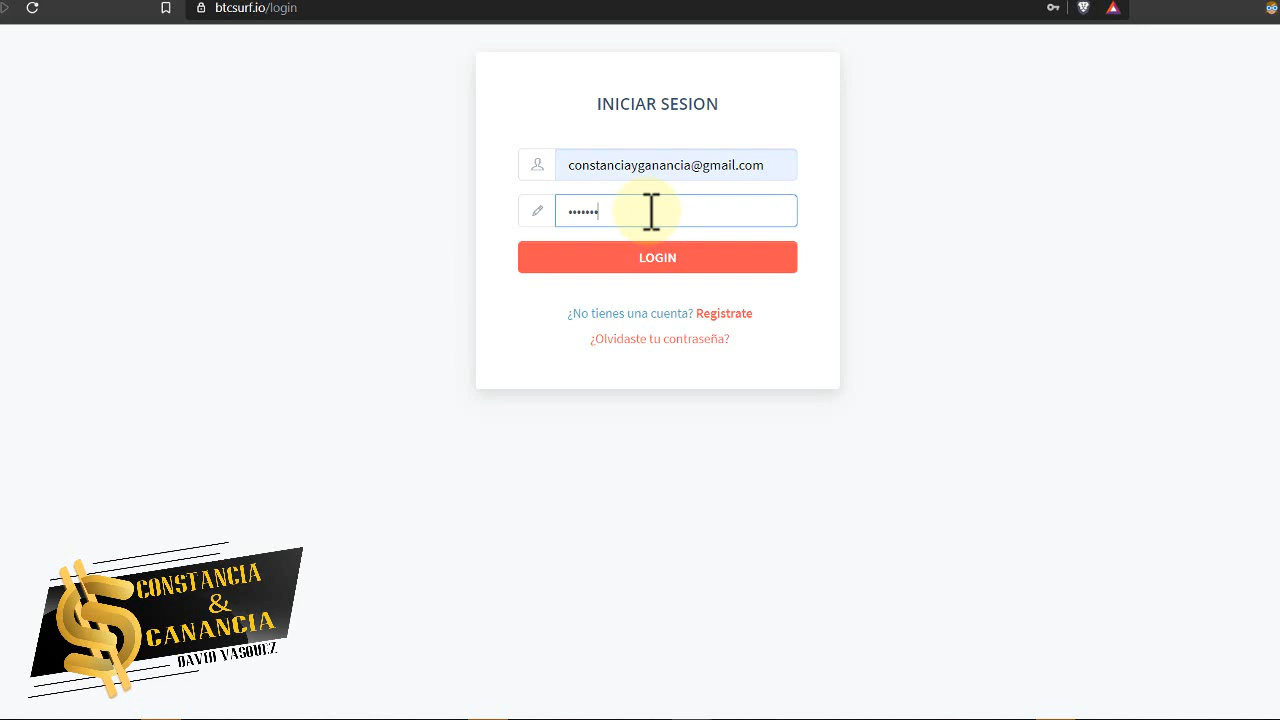 btcsurf.io/login
INICIAR SESION
constanciayganancia@gmail.com
•••••••
LOGIN
¿No tienes una cuenta? Registrate
¿Olvidaste tu contraseña?
CONSTANCIA
&
GANANCIA
DAVID VASQUEZ